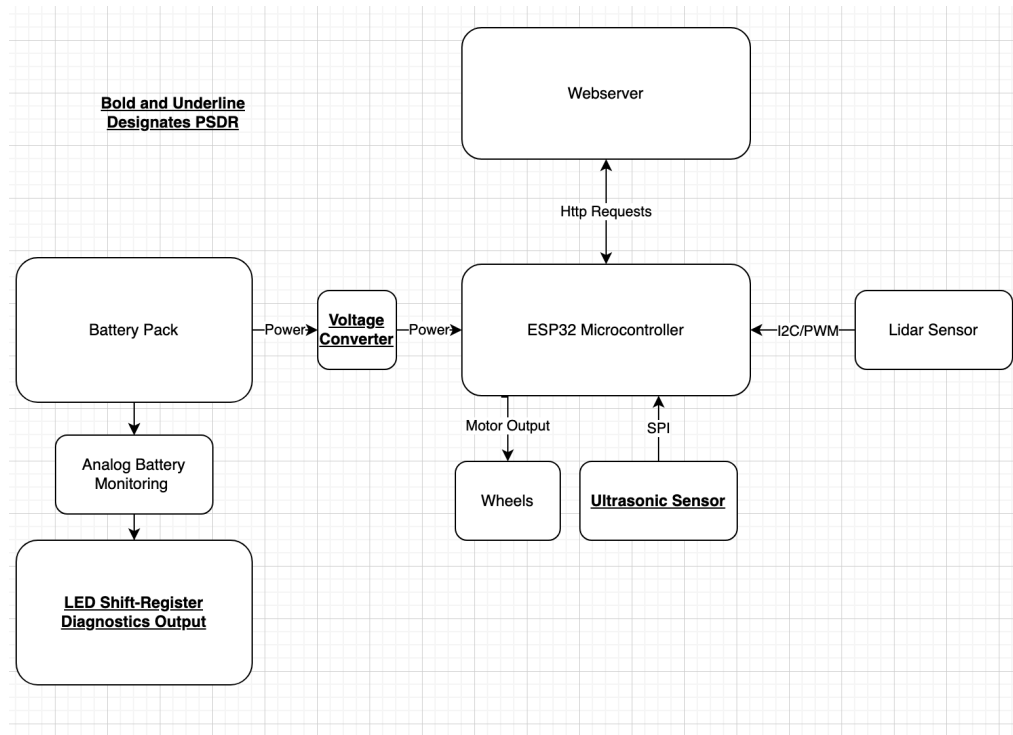 Webserver
Bold and Underline
Designates PSDR
Http Requests
Battery Pack
Power
Voltage
Converter
Power
ESP32 Microcontroller
I2C/PWM
Lidar Sensor
Motor Output
SPI
Analog Battery
Monitoring
Wheels
Ultrasonic Sensor
LED Shift-Register
Diagnostics Output